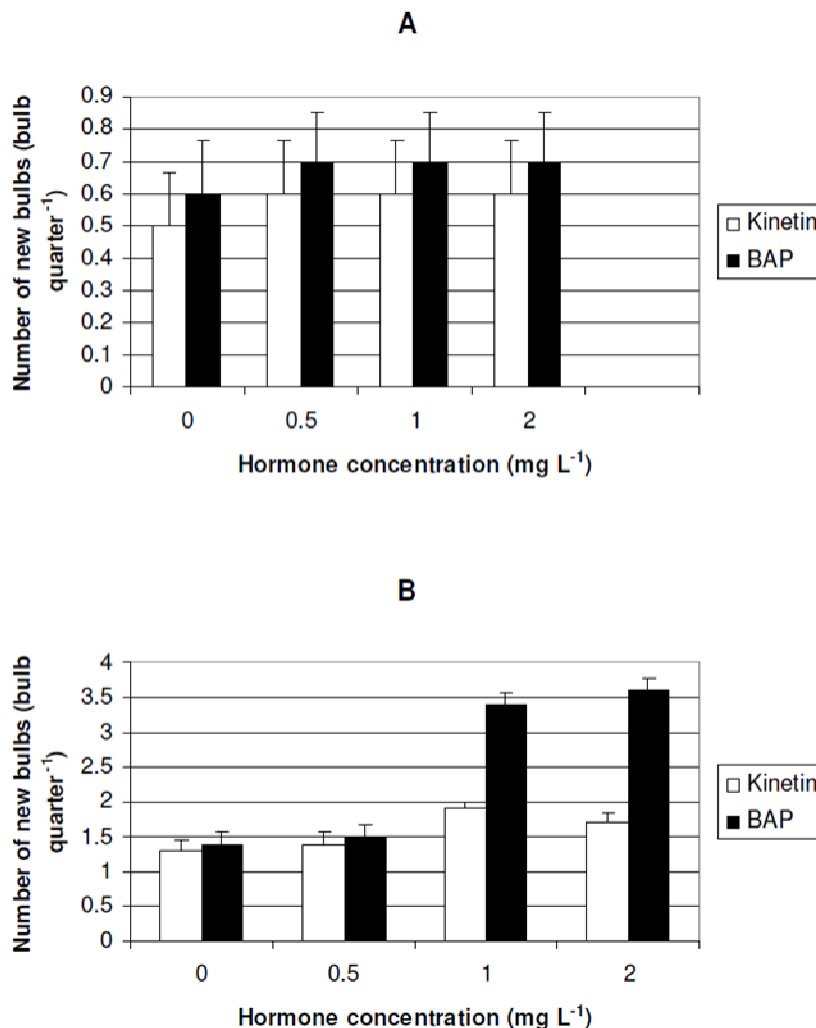 A
Number of new bulbs (bulb
quarter⁻¹)
0.9
0.8
0.7
0.6
0.5
0.4
0.3
0.2
0.1
0
0 0.5 1 2
Hormone concentration (mg L⁻¹)
Kinetin
BAP
B
Number of new bulbs (bulb
quarter⁻¹)
4
3.5
3
2.5
2
1.5
1
0.5
0
0 0.5 1 2
Hormone concentration (mg L⁻¹)
Kinetin
BAP